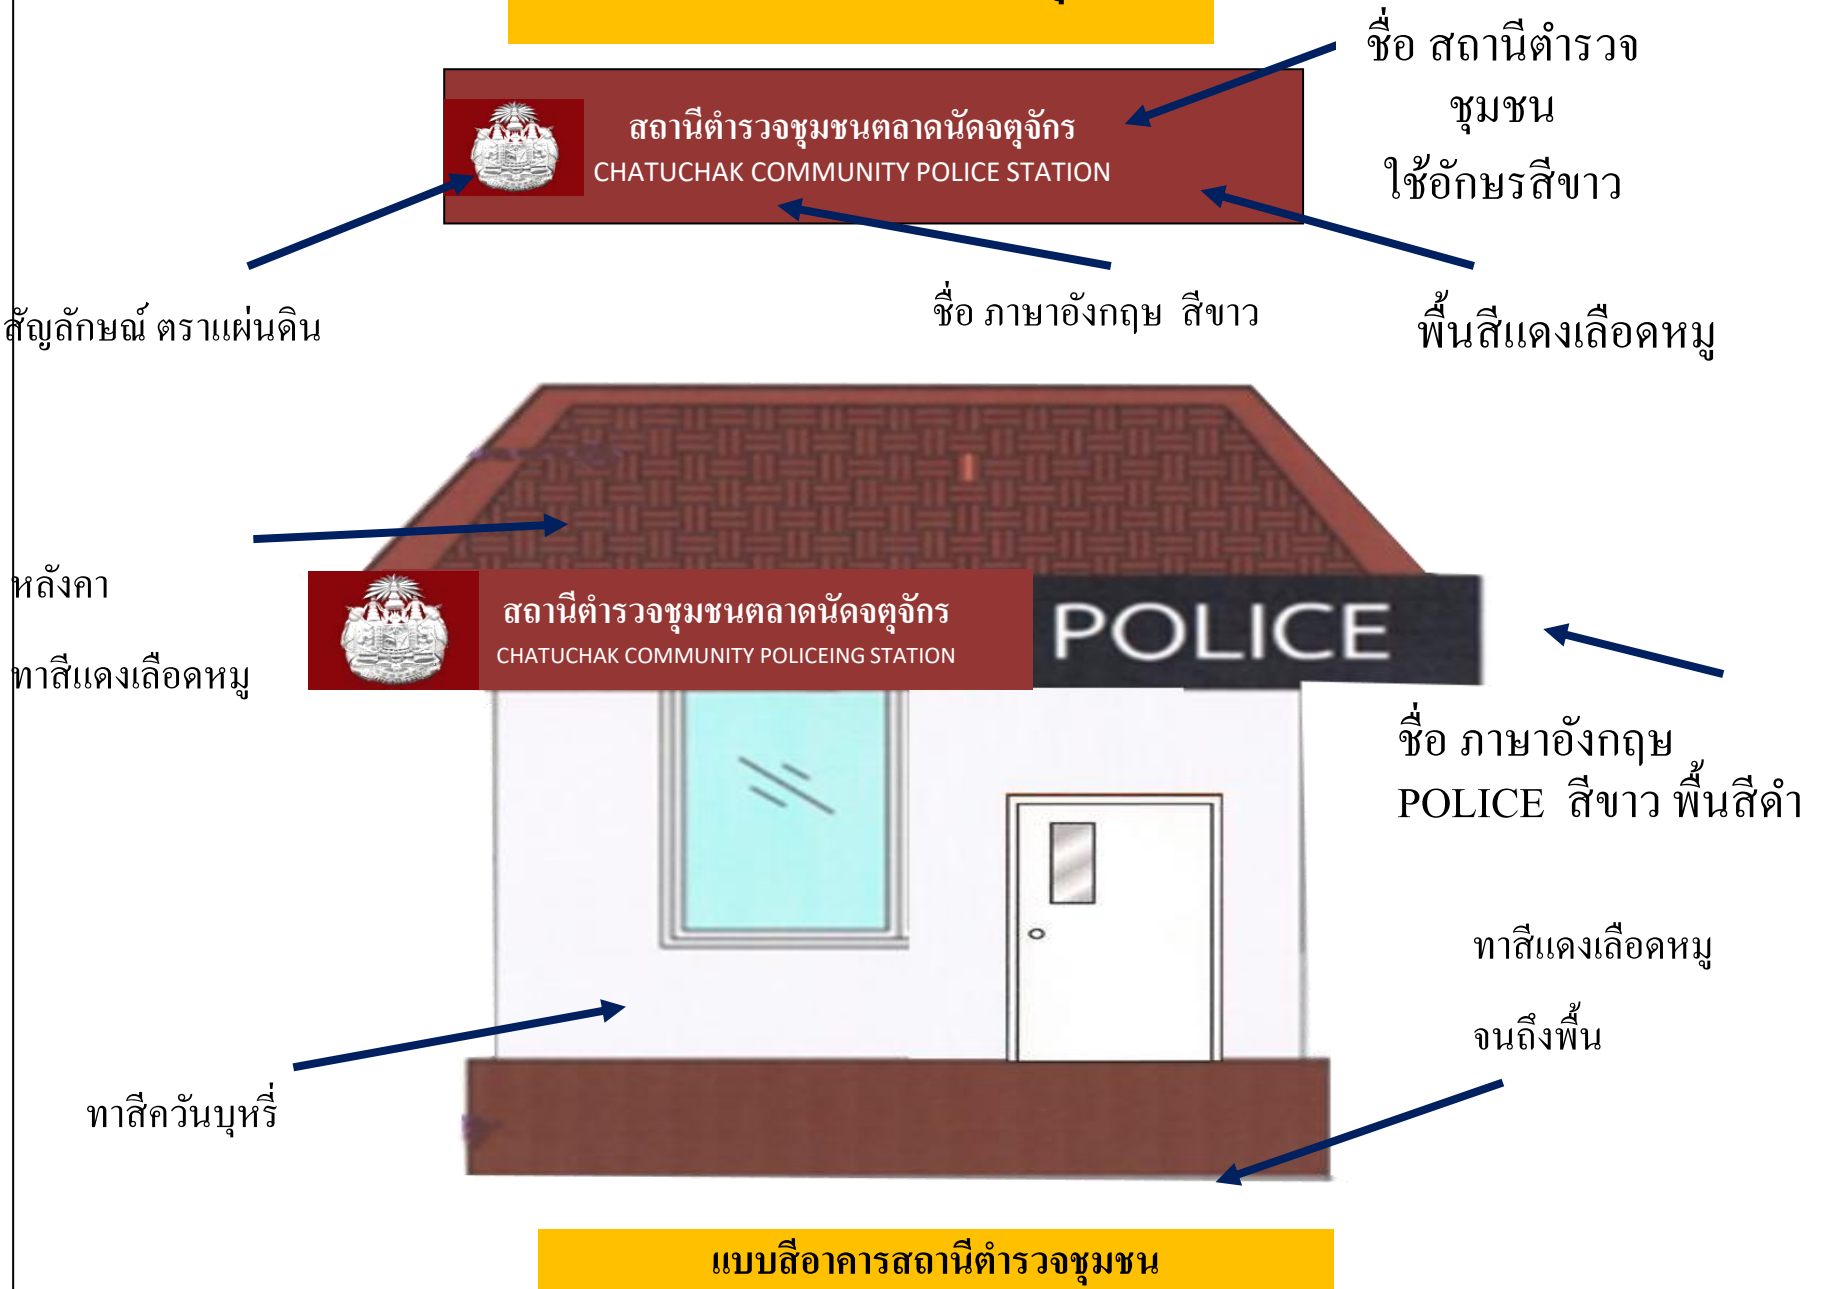 ชื่อ สถานีตำรวจ
ชุมชน
ใช้อักษรสีขาว
สถานีตำรวจชุมชนตลาดนัดจตุจักร
CHATUCHAK COMMUNITY POLICE STATION
สัญลักษณ์ ตราแผ่นดิน
ชื่อ ภาษาอังกฤษ สีขาว
พื้นสีแดงเลือดหมู
หลังคา
ทาสีแดงเลือดหมู
สถานีตำรวจชุมชนตลาดนัดจตุจักร
CHATUCHAK COMMUNITY POLICEING STATION
POLICE
ชื่อ ภาษาอังกฤษ
POLICE สีขาว พื้นสีดำ
ทาสีแดงเลือดหมู
จนถึงพื้น
ทาสีควันบุหรี่
แบบสีอาคารสถานีตำรวจชุมชน